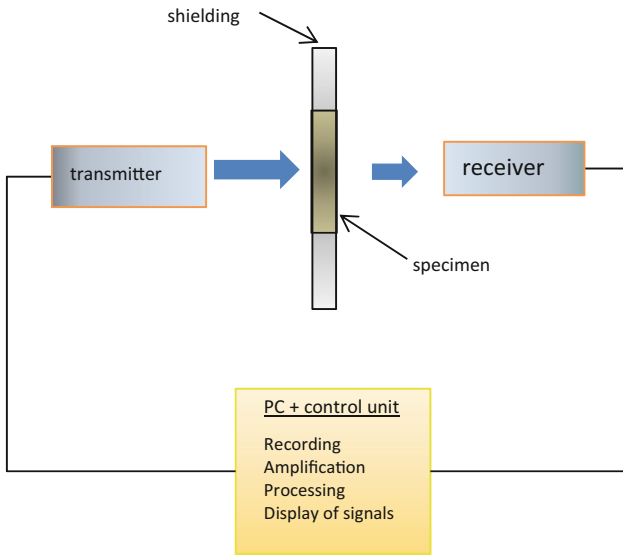 shielding
transmitter
receiver
specimen
PC + control unit
Recording
Amplification
Processing
Display of signals